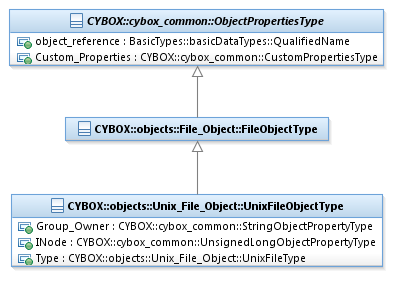 CYBOX::cybox_common::ObjectPropertiesType
object_reference : BasicTypes::basicDataTypes::QualifiedName
Custom_Properties : CYBOX::cybox_common::CustomPropertiesType
CYBOX::objects::File_Object::FileObjectType
CYBOX::objects::Unix_File_Object::UnixFileObjectType
Group_Owner : CYBOX::cybox_common::StringObjectPropertyType
INode : CYBOX::cybox_common::UnsignedLongObjectPropertyType
Type : CYBOX::objects::Unix_File_Object::UnixFileType